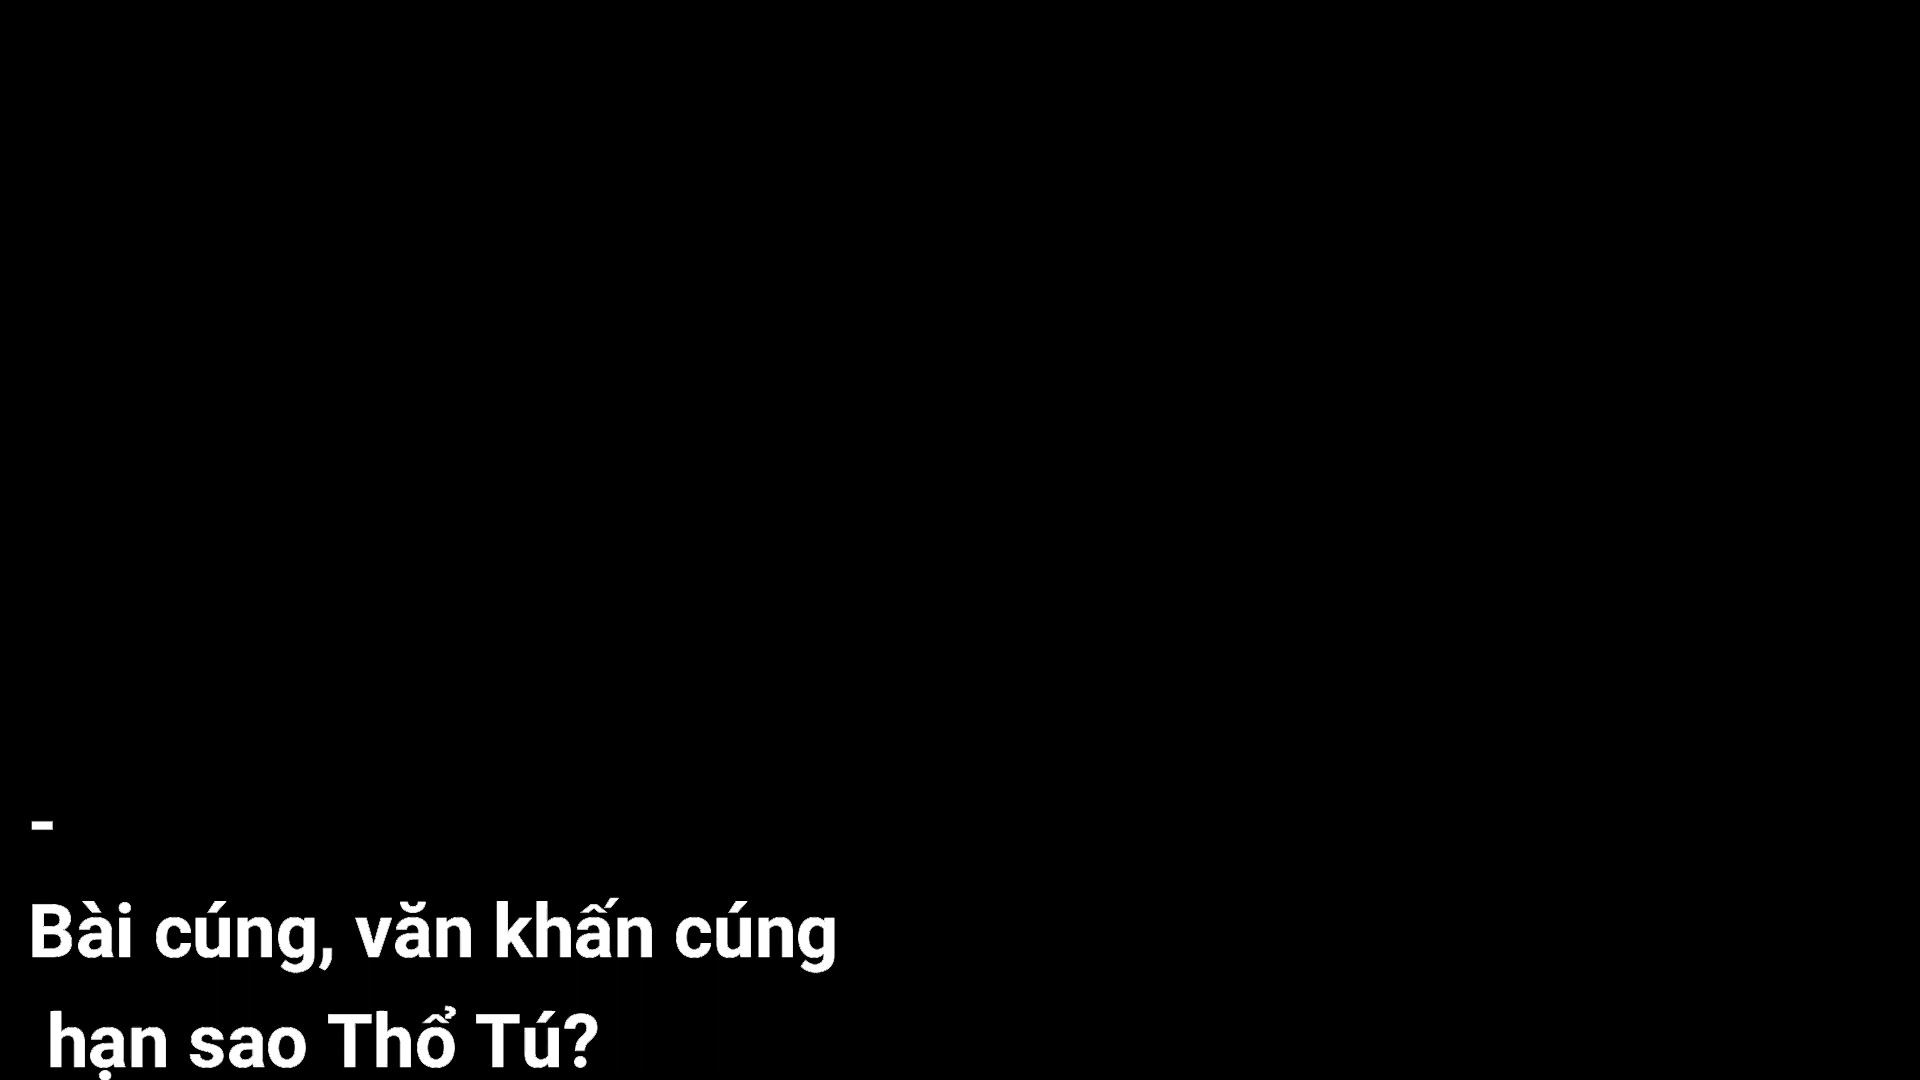 -
Bài cúng, văn khấn cúng
hạn sao Thổ Tú?